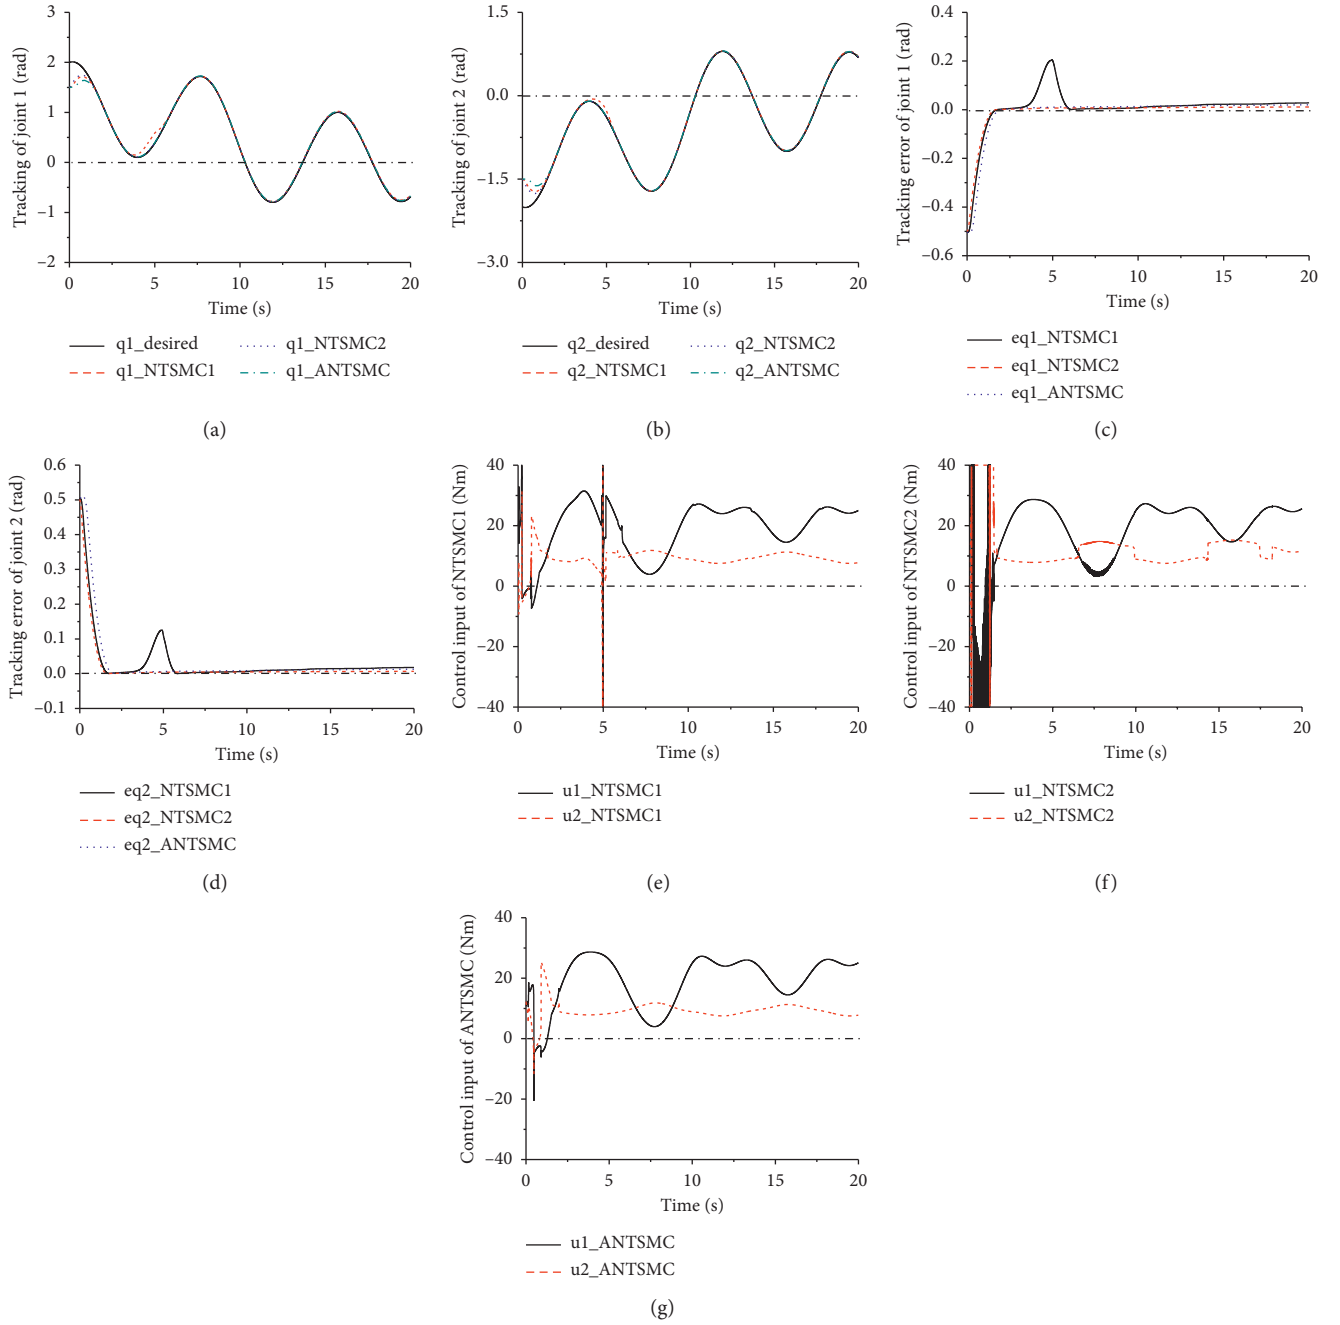 Tracking of joint 1 (rad)
3
2
1
0
−1
−2
0 5 10 15 20
Time (s)
q1_desired q1_NTSMC2
q1_NTSMC1 q1_ANTSMC
(a)
Tracking of joint 2 (rad)
−1.5
0.0
−1.5
−3.0
0 5 10 15 20
Time (s)
q2_desired q2_NTSMC2
q2_NTSMC1 q2_ANTSMC
(b)
Tracking error of joint 1 (rad)
0.4
0.2
0.0
−0.2
−0.4
−0.6
0 5 10 15 20
Time (s)
eq1_NTSMC1
eq1_NTSMC2
eq1_ANTSMC
(c)
Tracking error of joint 2 (rad)
0.6
0.5
0.4
0.3
0.2
0.1
0.0
−0.1
0 5 10 15 20
Time (s)
eq2_NTSMC1
eq2_NTSMC2
eq2_ANTSMC
(d)
Control input of NTSMC1 (Nm)
40
20
0
−20
−40
0 5 10 15 20
Time (s)
u1_NTSMC1
u2_NTSMC1
(e)
Control input of NTSMC2 (Nm)
40
20
0
−20
−40
0 5 10 15 20
Time (s)
u1_NTSMC2
u2_NTSMC2
(f)
Control input of ANTSMC (Nm)
40
20
0
−20
−40
0 5 10 15 20
Time (s)
u1_ANTSMC
u2_ANTSMC
(g)